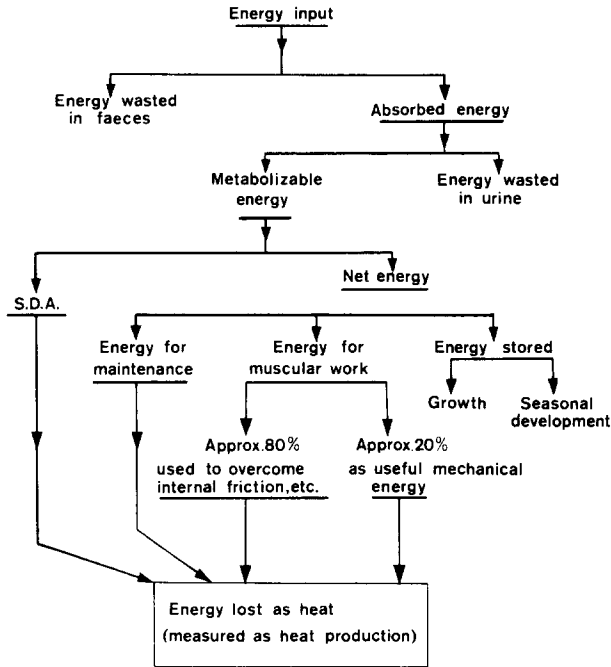 Energy input
Energy wasted
in faeces
Absorbed energy
Metabolizable
energy
Energy wasted
in urine
S.D.A.
Net energy
Energy for
maintenance
Energy for
muscular work
Energy stored
Growth
Seasonal
development
Approx.80%
used to overcome
internal friction,etc.
Approx.20%
as useful mechanical
energy
Energy lost as heat
(measured as heat production)